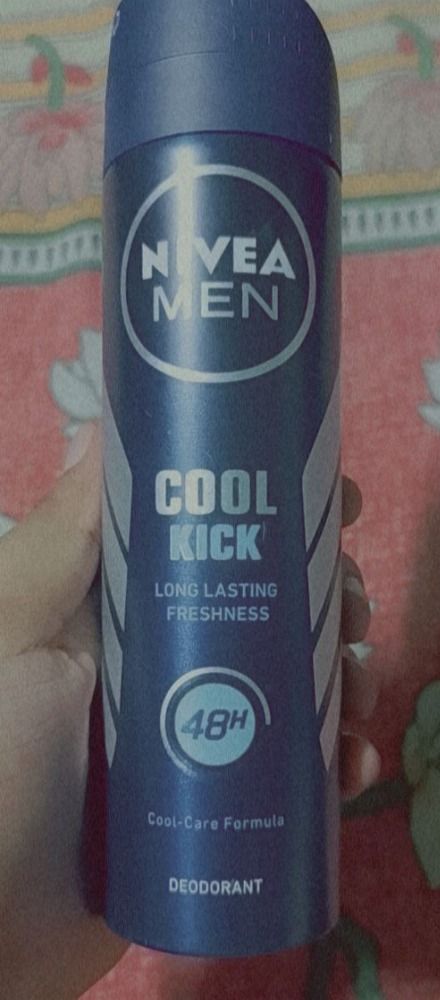 NIVEA
MEN
COOL
KICK
LONG LASTING
FRESHNESS
48H
Cool-Care Formula
DEODORANT